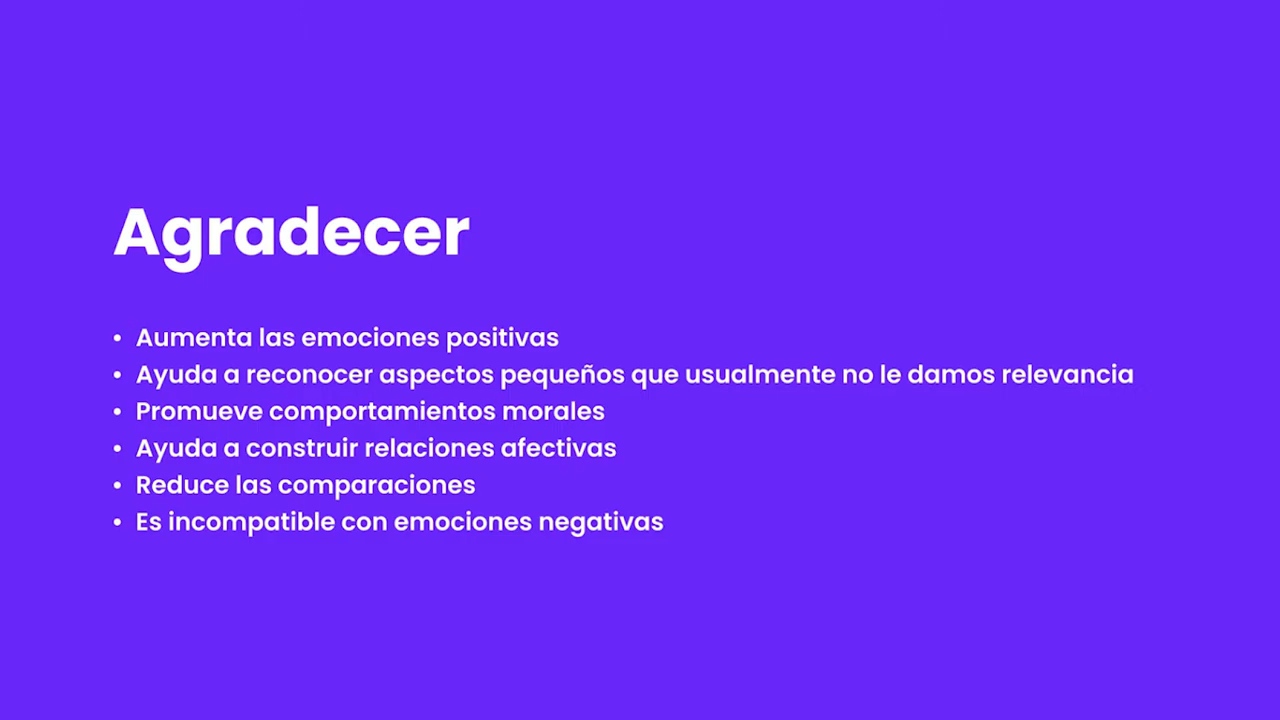 Agradecer
• Aumenta las emociones positivas
• Ayuda a reconocer aspectos pequeños que usualmente no le damos relevancia
• Promueve comportamientos morales
• Ayuda a construir relaciones afectivas
• Reduce las comparaciones
• Es incompatible con emociones negativas